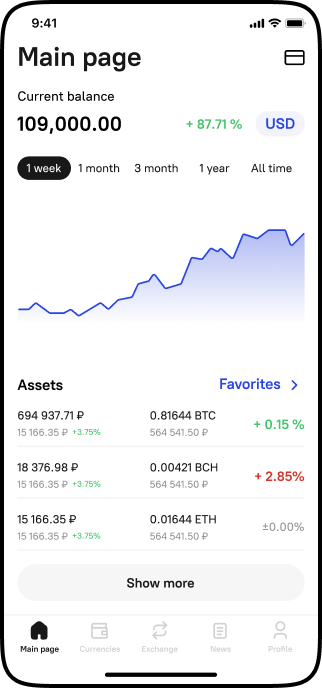 9:41
Main page
Current balance
109,000.00 + 87.71 % USD
1 week 1 month 3 month 1 year All time
Assets Favorites
694 937.71 ₽ 0.81644 BTC + 0.15 %
15 166.35 ₽ +3.75% 564 541.50 ₽
18 376.98 ₽ 0.00421 BCH + 2.85%
15 166.35 ₽ +3.75% 564 541.50 ₽
15 166.35 ₽ 0.01644 ETH ±0.00%
15 166.35 ₽ +3.75% 564 541.50 ₽
Show more
Main page Currencies Exchange News Profile